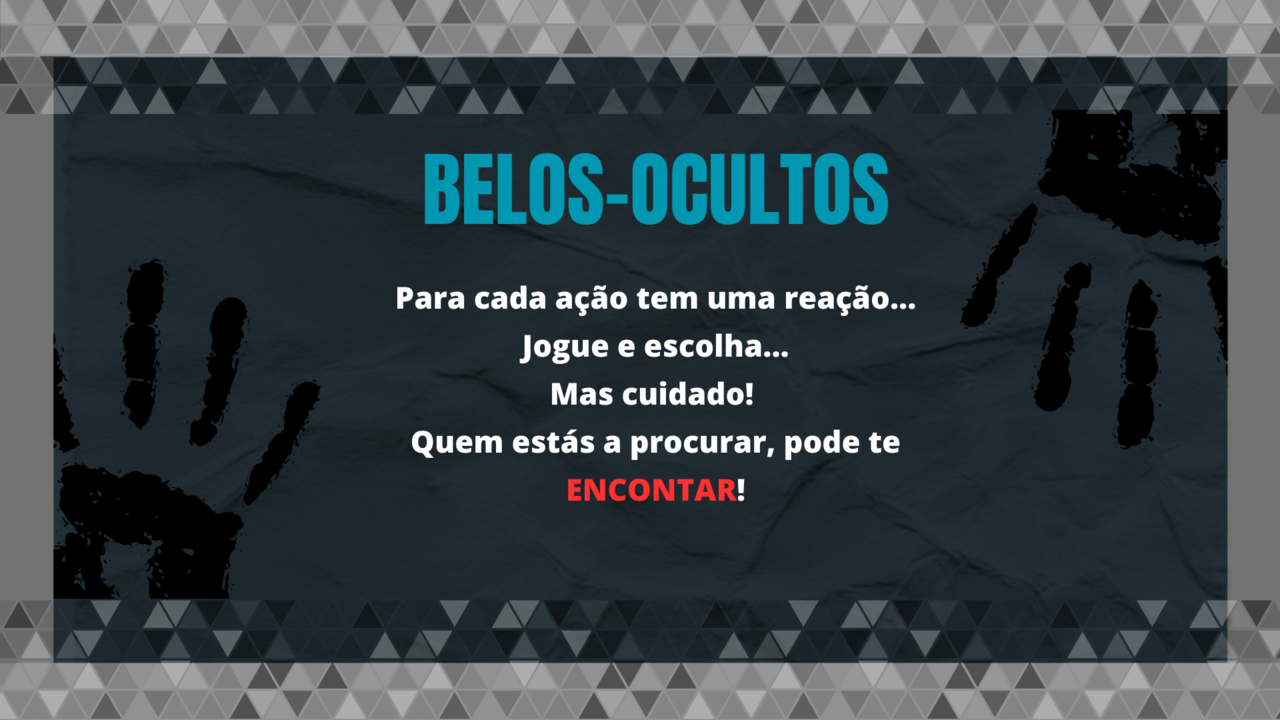 BELOS-OCULTOS
Para cada ação tem uma reação...
Jogue e escolha...
Mas cuidado!
Quem estás a procurar, pode te
ENCONTAR!